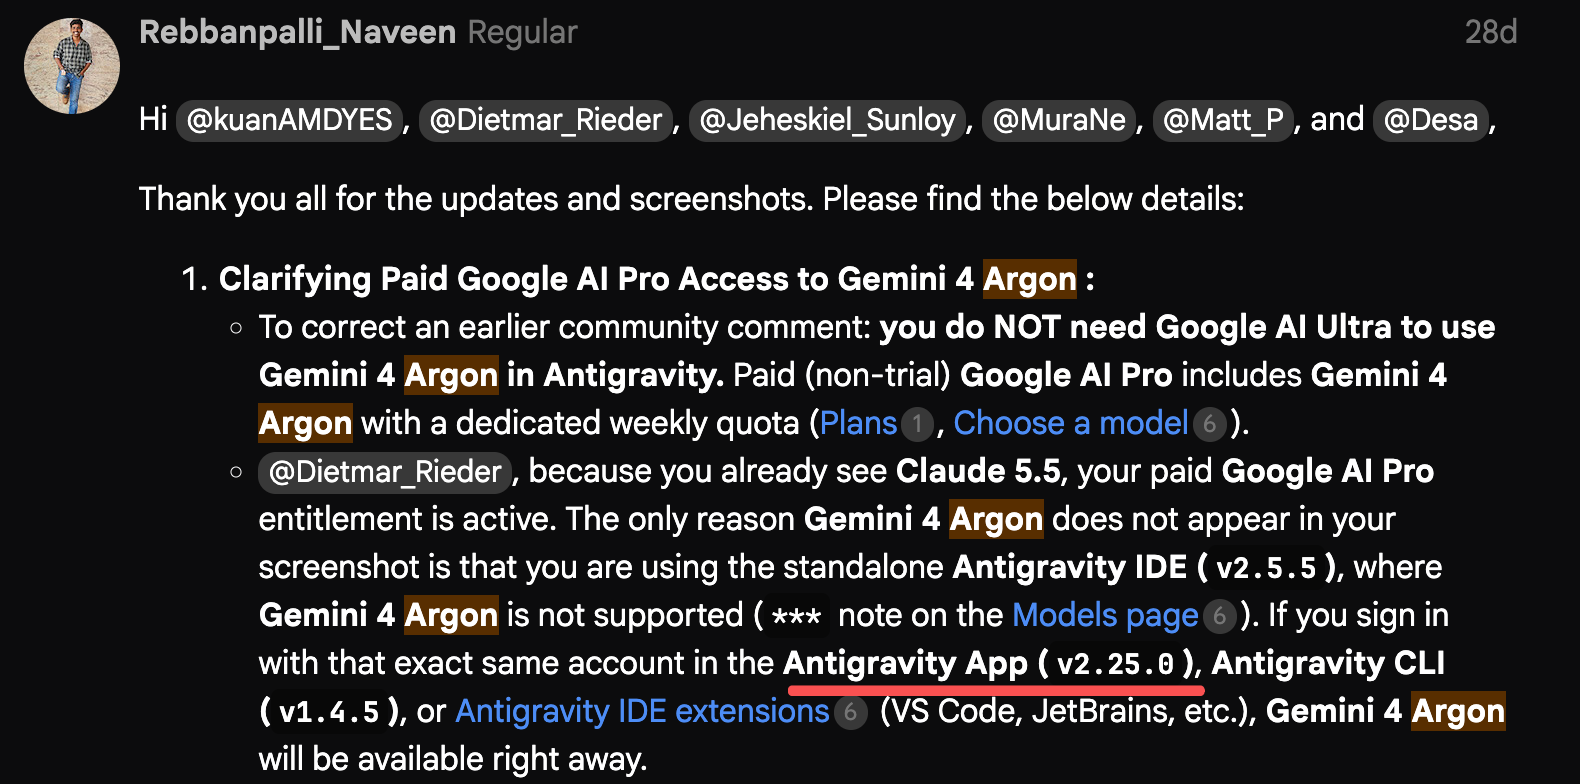 Rebbanpalli_Naveen Regular 28d
Hi @kuanAMDYES, @Dietmar_Rieder, @Jeheskiel_Sunloy, @MuraNe, @Matt_P, and @Desa,
Thank you all for the updates and screenshots. Please find the below details:
1. Clarifying Paid Google AI Pro Access to Gemini 4 Argon :
○ To correct an earlier community comment: you do NOT need Google AI Ultra to use
Gemini 4 Argon in Antigravity. Paid (non-trial) Google AI Pro includes Gemini 4
Argon with a dedicated weekly quota (Plans 1, Choose a model 6).
○ @Dietmar_Rieder, because you already see Claude 5.5, your paid Google AI Pro
entitlement is active. The only reason Gemini 4 Argon does not appear in your
screenshot is that you are using the standalone Antigravity IDE ( v2.5.5 ), where
Gemini 4 Argon is not supported ( *** note on the Models page 6). If you sign in
with that exact same account in the Antigravity App ( v2.25.0 ), Antigravity CLI
( v1.4.5 ), or Antigravity IDE extensions 6 (VS Code, JetBrains, etc.), Gemini 4 Argon
will be available right away.